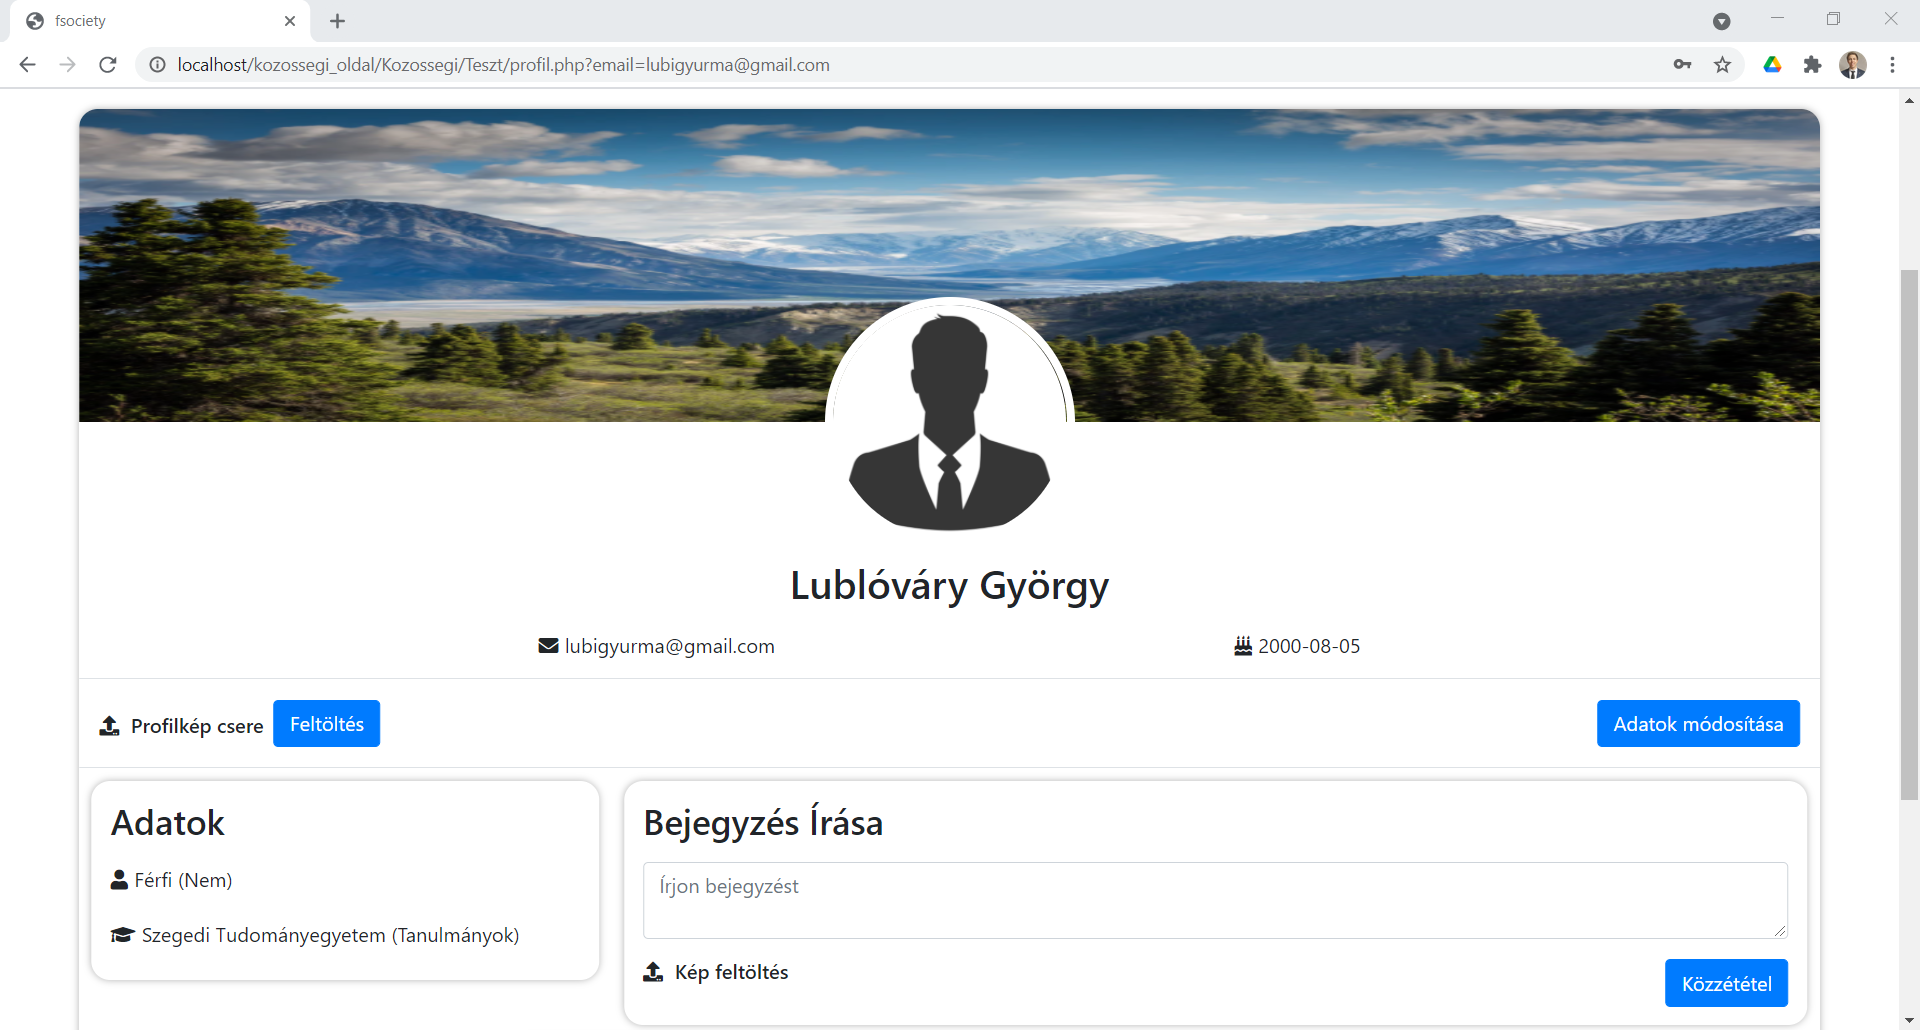 fsociety
localhost/kozossegi_oldal/Kozossegi/Teszt/profil.php?email=lubigyurma@gmail.com
Lublóváry György
lubigyurma@gmail.com
2000-08-05
Profilkép csere
Feltöltés
Adatok módosítása
Adatok
Férfi (Nem)
Szegedi Tudományegyetem (Tanulmányok)
Bejegyzés Írása
Írjon bejegyzést
Kép feltöltés
Közzététel